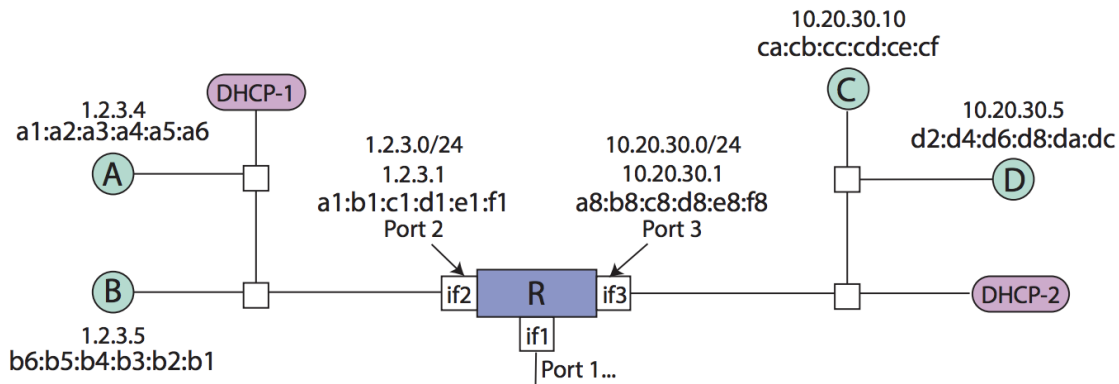 10.20.30.10
ca:cb:cc:cd:ce:cf
DHCP-1
C
1.2.3.4
a1:a2:a3:a4:a5:a6
10.20.30.5
d2:d4:d6:d8:da:dc
A
1.2.3.0/24
1.2.3.1
a1:b1:c1:d1:e1:f1
Port 2
10.20.30.0/24
10.20.30.1
a8:b8:c8:d8:e8:f8
Port 3
D
B
if2
R
if3
DHCP-2
if1
1.2.3.5
b6:b5:b4:b3:b2:b1
Port 1...